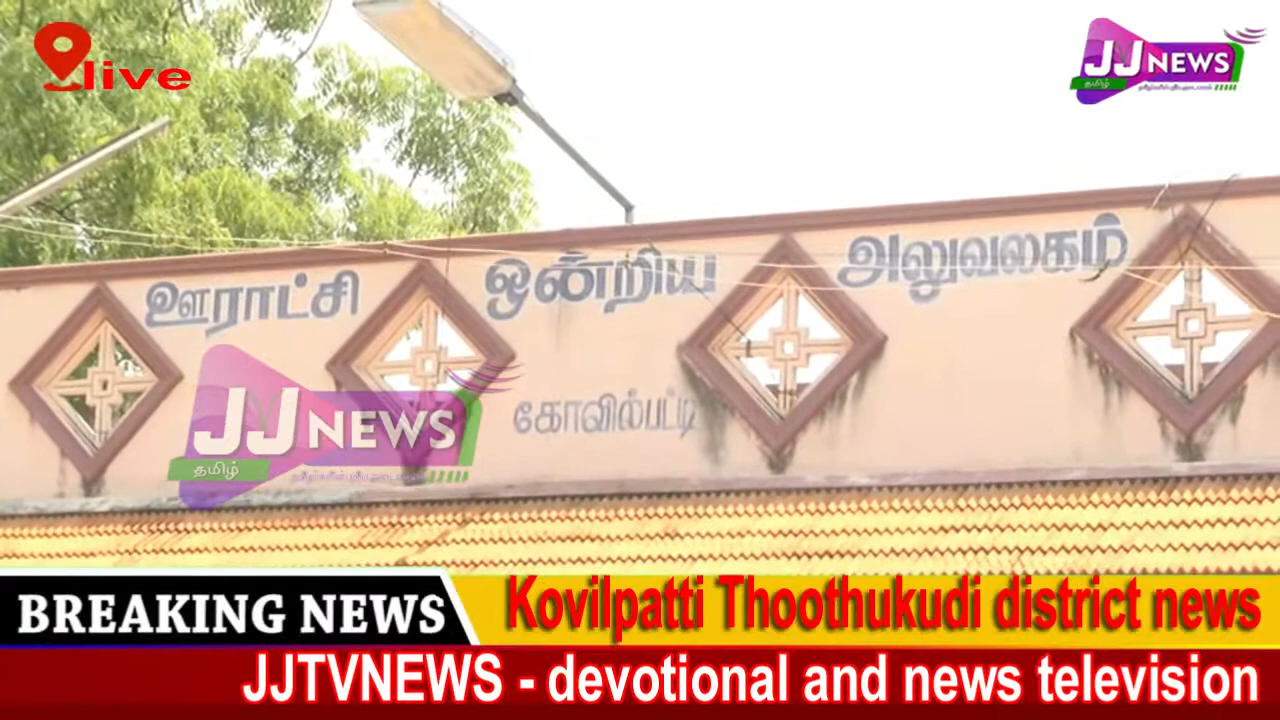 live
JJ NEWS
தமிழ்
ஊராட்சி ஒன்றிய அலுவலகம்
கோவில்பட்டி
JJ NEWS
தமிழ்
BREAKING NEWS
Kovilpatti Thoothukudi district news
JJTVNEWS - devotional and news television